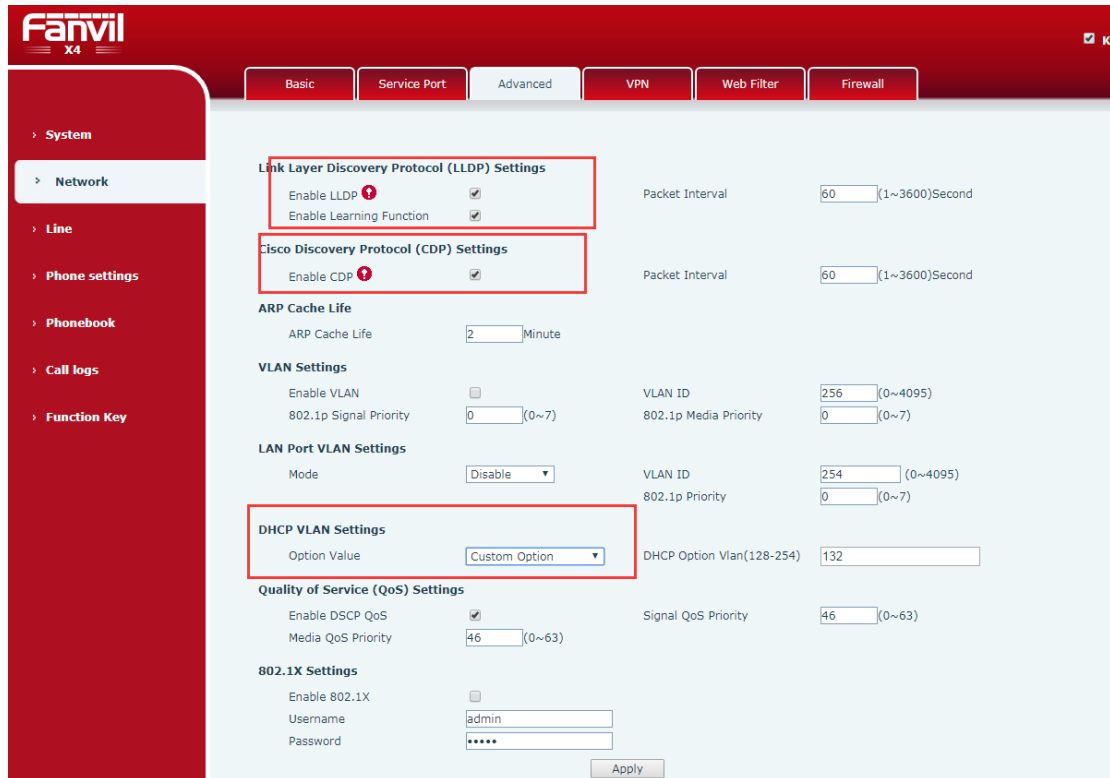 Fanvil
X4
K
Basic Service Port Advanced VPN Web Filter Firewall
› System
› Network
› Line
› Phone settings
› Phonebook
› Call logs
› Function Key
Link Layer Discovery Protocol (LLDP) Settings
Enable LLDP Packet Interval 60 (1~3600)Second
Enable Learning Function
Cisco Discovery Protocol (CDP) Settings
Enable CDP Packet Interval 60 (1~3600)Second
ARP Cache Life
ARP Cache Life 2 Minute
VLAN Settings
Enable VLAN VLAN ID 256 (0~4095)
802.1p Signal Priority 0 (0~7) 802.1p Media Priority 0 (0~7)
LAN Port VLAN Settings
Mode Disable VLAN ID 254 (0~4095)
802.1p Priority 0 (0~7)
DHCP VLAN Settings
Option Value Custom Option DHCP Option Vlan(128-254) 132
Quality of Service (QoS) Settings
Enable DSCP QoS Signal QoS Priority 46 (0~63)
Media QoS Priority 46 (0~63)
802.1X Settings
Enable 802.1X
Username admin
Password •••••
Apply